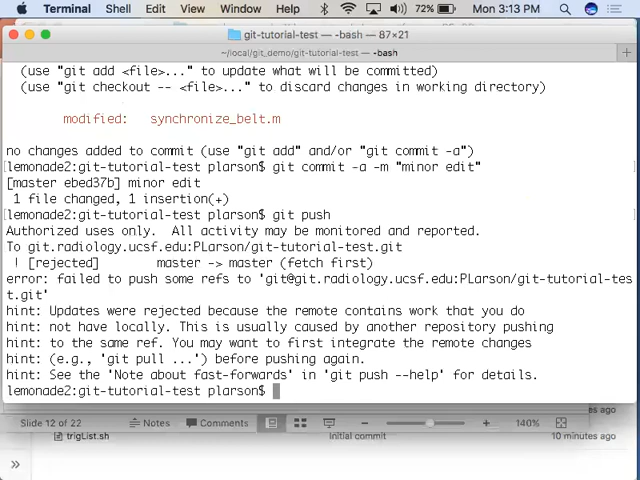 Terminal Shell Edit View Window Help 72% Mon 3:13 PM
git-tutorial-test — -bash — 87×21
~/local/git_demo/git-tutorial-test — -bash
(use "git add <file>..." to update what will be committed)
(use "git checkout -- <file>..." to discard changes in working directory)
modified: synchronize_belt.m
no changes added to commit (use "git add" and/or "git commit -a")
lemonade2:git-tutorial-test plarson$ git commit -a -m "minor edit"
[master ebed37b] minor edit
1 file changed, 1 insertion(+)
lemonade2:git-tutorial-test plarson$ git push
Authorized uses only. All activity may be monitored and reported.
To git.radiology.ucsf.edu:PLarson/git-tutorial-test.git
! [rejected] master -> master (fetch first)
error: failed to push some refs to 'git@git.radiology.ucsf.edu:PLarson/git-tutorial-tes
t.git'
hint: Updates were rejected because the remote contains work that you do
hint: not have locally. This is usually caused by another repository pushing
hint: to the same ref. You may want to first integrate the remote changes
hint: (e.g., 'git pull ...') before pushing again.
hint: See the 'Note about fast-forwards' in 'git push --help' for details.
lemonade2:git-tutorial-test plarson$
es ago
Slide 12 of 22 Notes Comments 140%
trigList.sh Initial commit 10 minutes ago